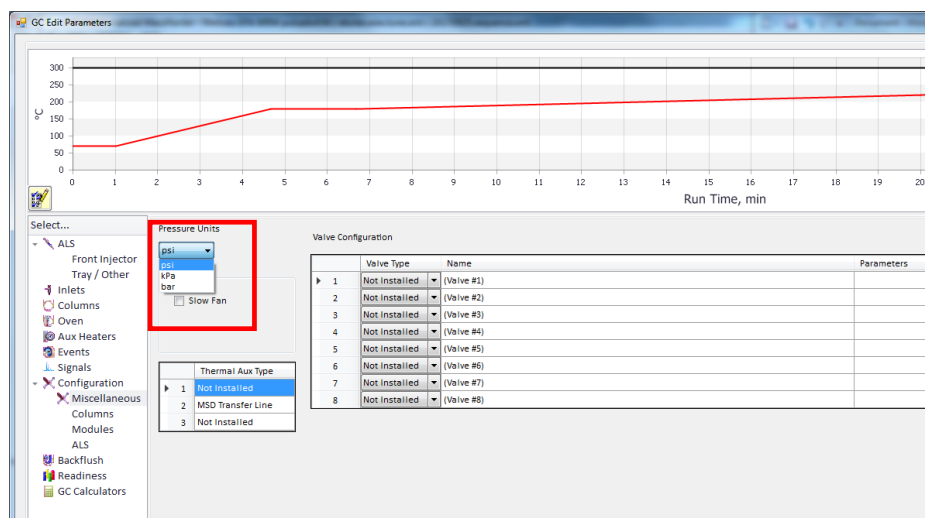 GC Edit Parameters
300
250
200
150
100
50
0
°C
0 1 2 3 4 5 6 7 8 9 10 11 12 13 14 15 16 17 18 19 20
Run Time, min
Select...
ALS
Front Injector
Tray / Other
Inlets
Columns
Oven
Aux Heaters
Events
Signals
Configuration
Miscellaneous
Columns
Modules
ALS
Backflush
Readiness
GC Calculators
Pressure Units
psi
psi
kPa
bar
Slow Fan
Thermal Aux Type
1 Not Installed
2 MSD Transfer Line
3 Not Installed
Valve Configuration
Valve Type Name Parameters
1 Not Installed (Valve #1)
2 Not Installed (Valve #2)
3 Not Installed (Valve #3)
4 Not Installed (Valve #4)
5 Not Installed (Valve #5)
6 Not Installed (Valve #6)
7 Not Installed (Valve #7)
8 Not Installed (Valve #8)